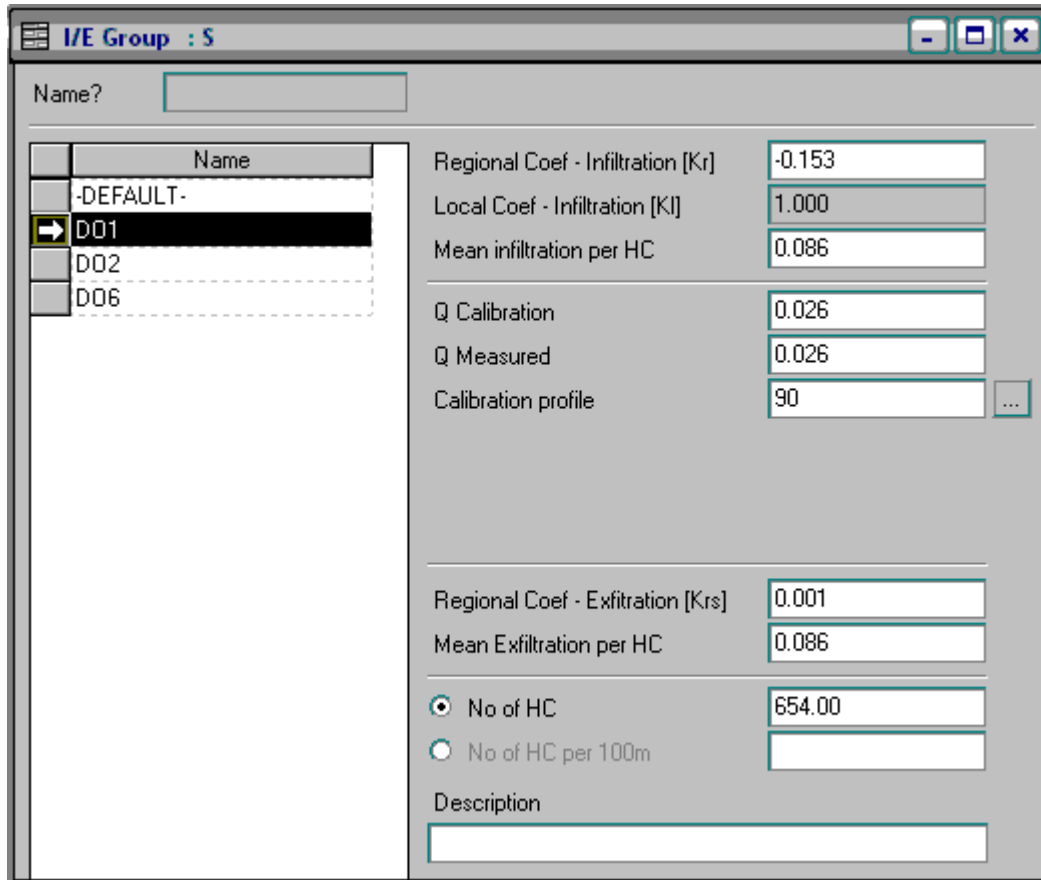 I/E Group : S
Name?
Name
-DEFAULT-
DO1
DO2
DO6
Regional Coef - Infiltration [Kr] -0.153
Local Coef - Infiltration [Kl] 1.000
Mean infiltration per HC 0.086
Q Calibration 0.026
Q Measured 0.026
Calibration profile 90 ...
Regional Coef - Exfitration [Krs] 0.001
Mean Exfiltration per HC 0.086
No of HC 654.00
No of HC per 100m
Description